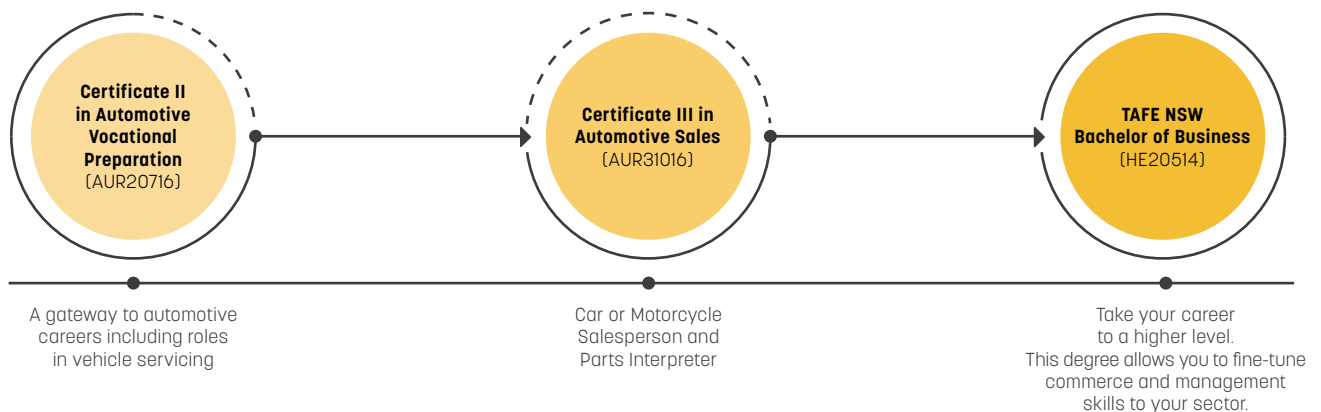 Certificate II
in Automotive
Vocational
Preparation
(AUR20716)
Certificate III in
Automotive Sales
(AUR31016)
TAFE NSW
Bachelor of Business
(HE20514)
A gateway to automotive
careers including roles
in vehicle servicing
Car or Motorcycle
Salesperson and
Parts Interpreter
Take your career
to a higher level.
This degree allows you to fine-tune
commerce and management
skills to your sector.